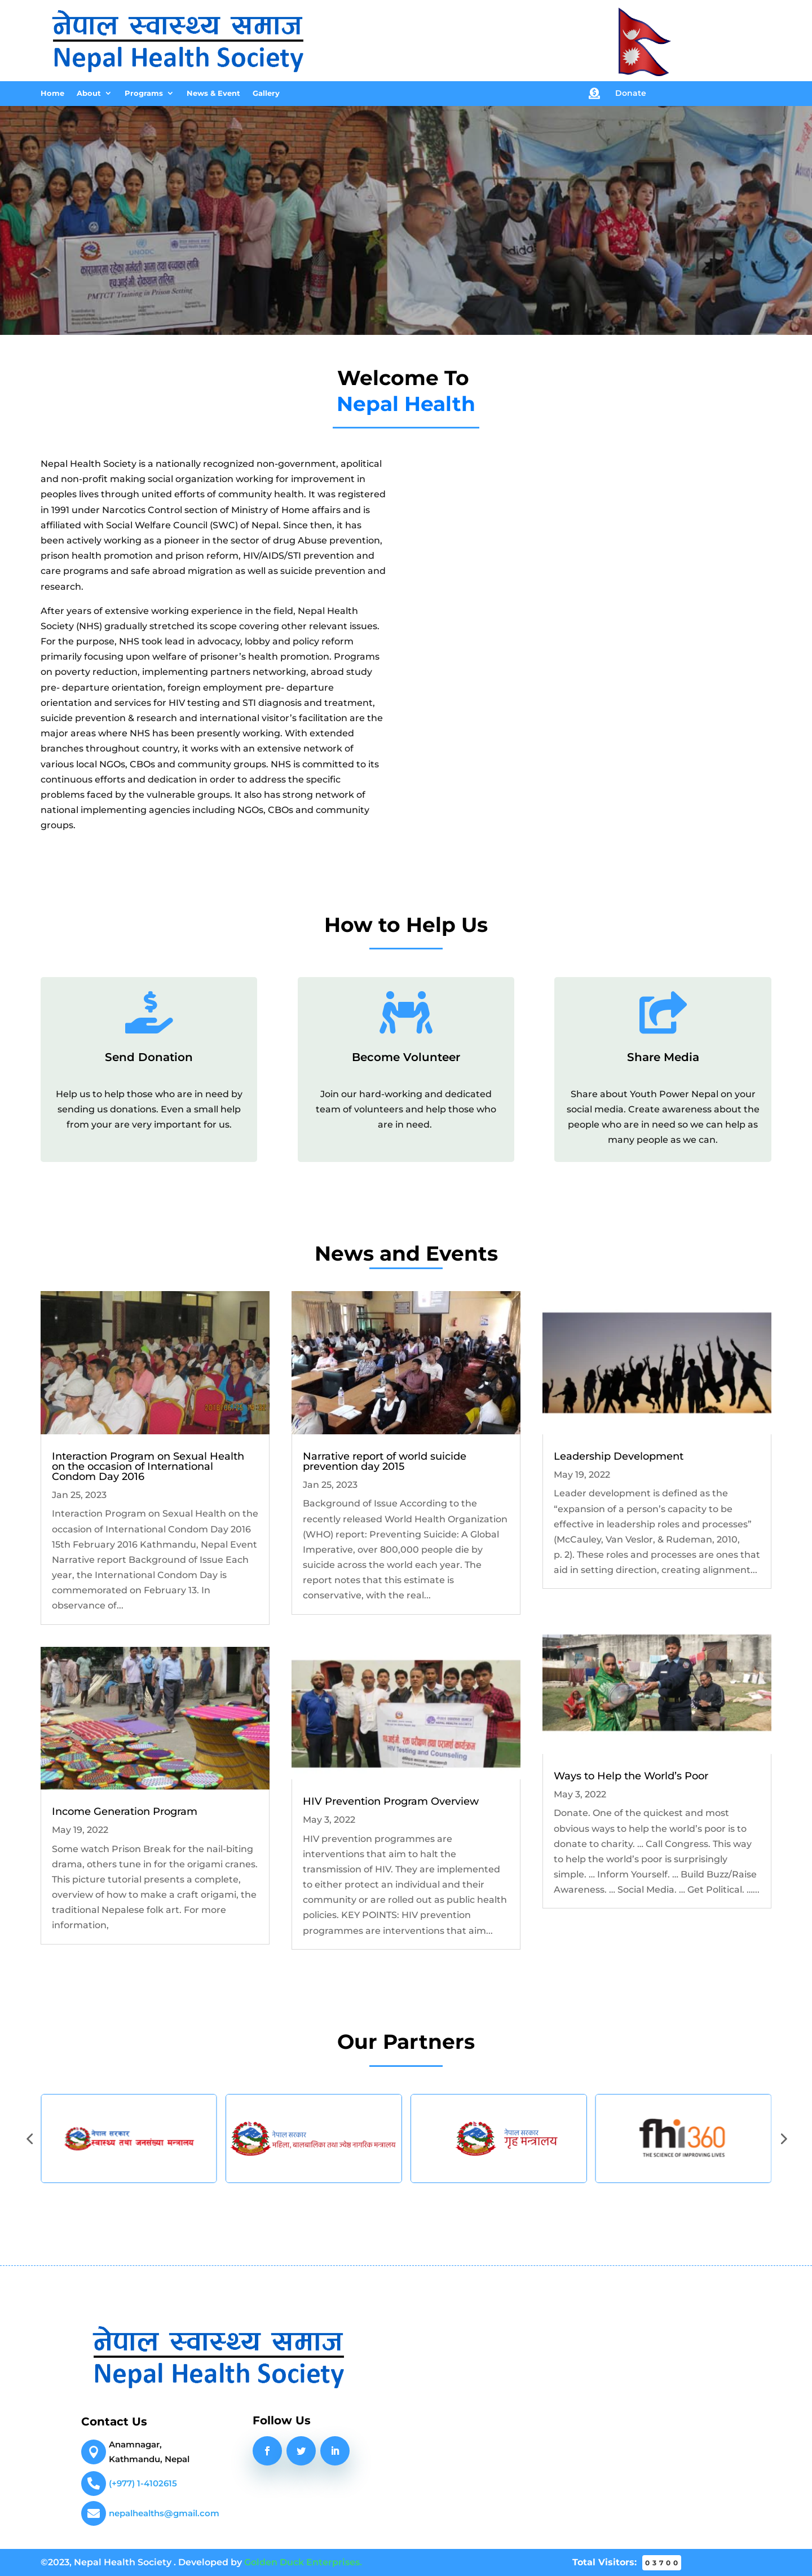 नेपाल स्वास्थ्य समाज
Nepal Health Society
Home About Programs News & Event Gallery
Donate
UNODC
PMTCT Training in Prison Setting
adidas
Welcome To
Nepal Health
Nepal Health Society is a nationally recognized non-government, apolitical
and non-profit making social organization working for improvement in
peoples lives through united efforts of community health. It was registered
in 1991 under Narcotics Control section of Ministry of Home affairs and is
affiliated with Social Welfare Council (SWC) of Nepal. Since then, it has
been actively working as a pioneer in the sector of drug Abuse prevention,
prison health promotion and prison reform, HIV/AIDS/STI prevention and
care programs and safe abroad migration as well as suicide prevention and
research.
After years of extensive working experience in the field, Nepal Health
Society (NHS) gradually stretched its scope covering other relevant issues.
For the purpose, NHS took lead in advocacy, lobby and policy reform
primarily focusing upon welfare of prisoner’s health promotion. Programs
on poverty reduction, implementing partners networking, abroad study
pre- departure orientation, foreign employment pre- departure
orientation and services for HIV testing and STI diagnosis and treatment,
suicide prevention & research and international visitor’s facilitation are the
major areas where NHS has been presently working. With extended
branches throughout country, it works with an extensive network of
various local NGOs, CBOs and community groups. NHS is committed to its
continuous efforts and dedication in order to address the specific
problems faced by the vulnerable groups. It also has strong network of
national implementing agencies including NGOs, CBOs and community
groups.
How to Help Us
Send Donation
Help us to help those who are in need by
sending us donations. Even a small help
from your are very important for us.
Become Volunteer
Join our hard-working and dedicated
team of volunteers and help those who
are in need.
Share Media
Share about Youth Power Nepal on your
social media. Create awareness about the
people who are in need so we can help as
many people as we can.
News and Events
Interaction Program on Sexual Health
on the occasion of International
Condom Day 2016
Jan 25, 2023
Interaction Program on Sexual Health on the
occasion of International Condom Day 2016
15th February 2016 Kathmandu, Nepal Event
Narrative report Background of Issue Each
year, the International Condom Day is
commemorated on February 13. In
observance of...
Narrative report of world suicide
prevention day 2015
Jan 25, 2023
Background of Issue According to the
recently released World Health Organization
(WHO) report: Preventing Suicide: A Global
Imperative, over 800,000 people die by
suicide across the world each year. The
report notes that this estimate is
conservative, with the real...
Leadership Development
May 19, 2022
Leader development is defined as the
“expansion of a person’s capacity to be
effective in leadership roles and processes”
(McCauley, Van Veslor, & Rudeman, 2010,
p. 2). These roles and processes are ones that
aid in setting direction, creating alignment...
Income Generation Program
May 19, 2022
Some watch Prison Break for the nail-biting
drama, others tune in for the origami cranes.
This picture tutorial presents a complete,
overview of how to make a craft origami, the
traditional Nepalese folk art. For more
information,
HIV Testing and Counseling
HIV Prevention Program Overview
May 3, 2022
HIV prevention programmes are
interventions that aim to halt the
transmission of HIV. They are implemented
to either protect an individual and their
community or are rolled out as public health
policies. KEY POINTS: HIV prevention
programmes are interventions that aim...
Ways to Help the World’s Poor
May 3, 2022
Donate. One of the quickest and most
obvious ways to help the world’s poor is to
donate to charity. ... Call Congress. This way
to help the world’s poor is surprisingly
simple. ... Inform Yourself. ... Build Buzz/Raise
Awareness. ... Social Media. ... Get Political. ......
Our Partners
नेपाल सरकार
स्वास्थ्य तथा जनसंख्या मन्त्रालय
नेपाल सरकार
महिला, बालबालिका तथा ज्येष्ठ नागरिक मन्त्रालय
नेपाल सरकार
गृह मन्त्रालय
fhi360
THE SCIENCE OF IMPROVING LIVES
नेपाल स्वास्थ्य समाज
Nepal Health Society
Contact Us
Anamnagar,
Kathmandu, Nepal
(+977) 1-4102615
nepalhealths@gmail.com
Follow Us
©2023, Nepal Health Society . Developed by Golden Duck Enterprises.
Total Visitors: 03700